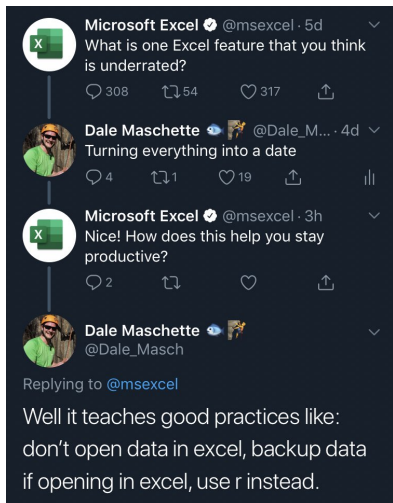 Microsoft Excel @msexcel · 5d
What is one Excel feature that you think
is underrated?
308 54 317
Dale Maschette @Dale_M... · 4d
Turning everything into a date
4 1 19
Microsoft Excel @msexcel · 3h
Nice! How does this help you stay
productive?
2
Dale Maschette
@Dale_Masch
Replying to @msexcel
Well it teaches good practices like:
don’t open data in excel, backup data
if opening in excel, use r instead.